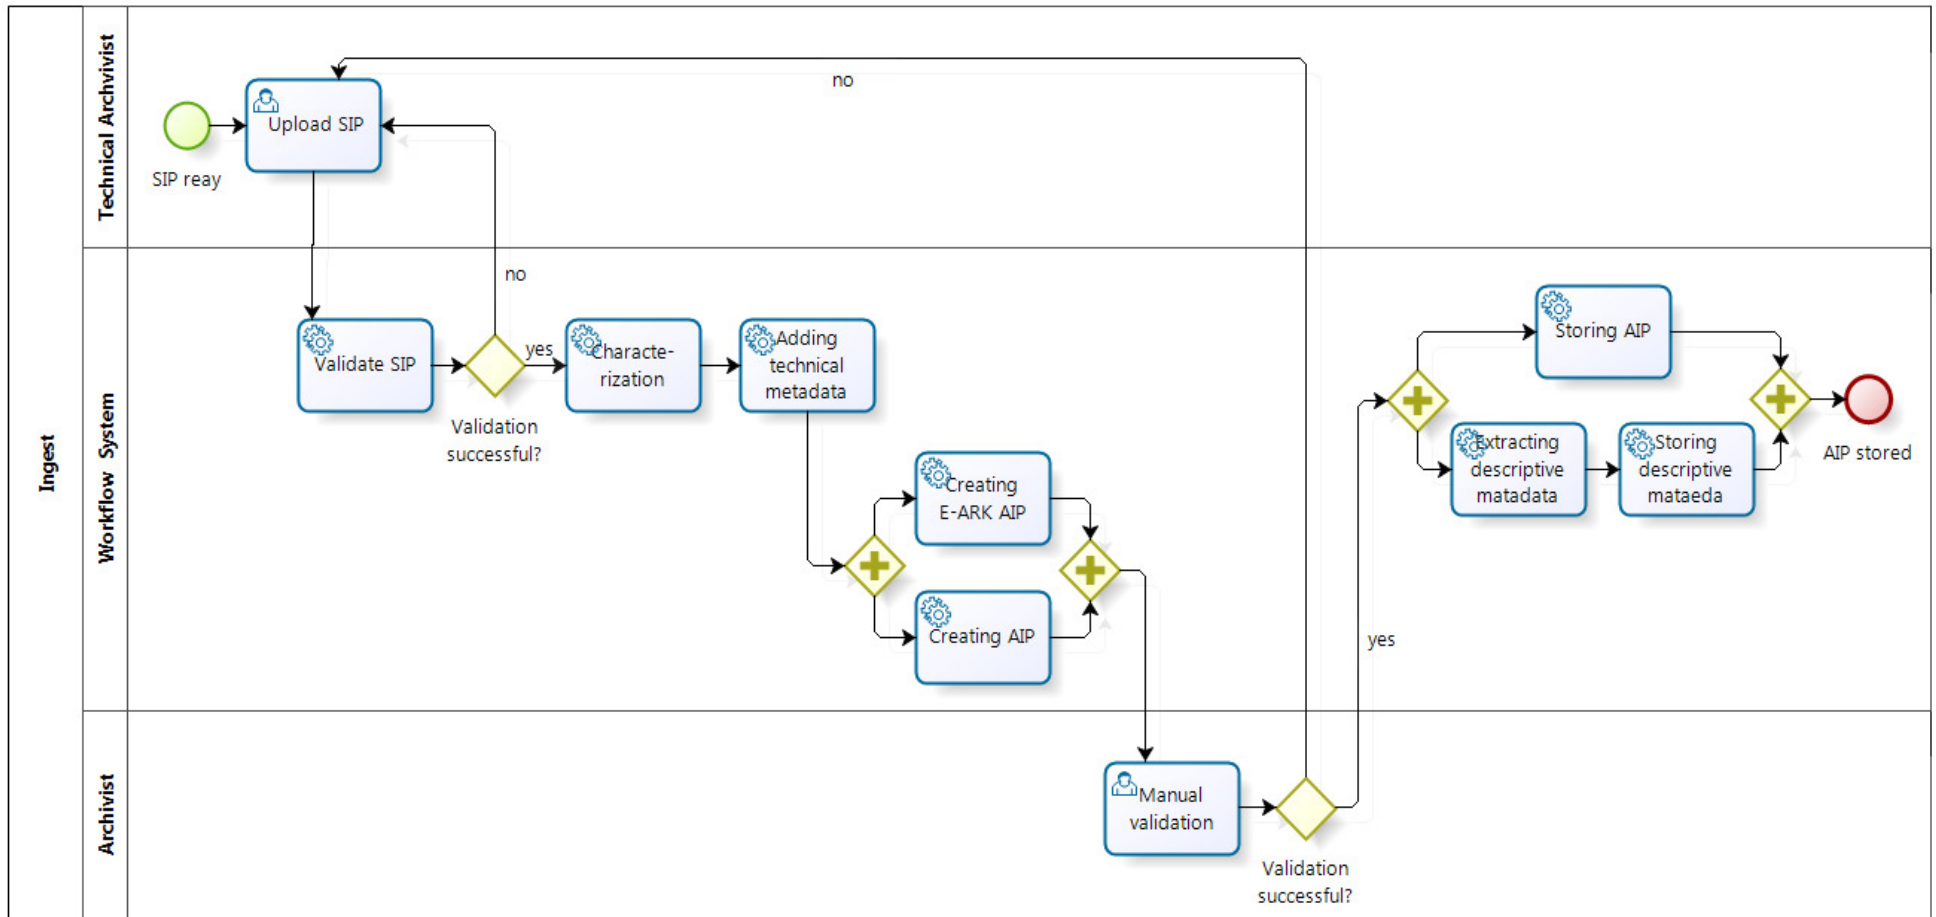 Ingest
Technical Archvivist
SIP reay
Upload SIP
no
no
Workflow System
Validate SIP
Validation
successful?
yes
Characte-
rization
Adding
technical
metadata
Creating
E-ARK AIP
Creating AIP
yes
Storing AIP
Extracting
descriptive
matadata
Storing
descriptive
mataeda
AIP stored
Archivist
Manual
validation
Validation
successful?